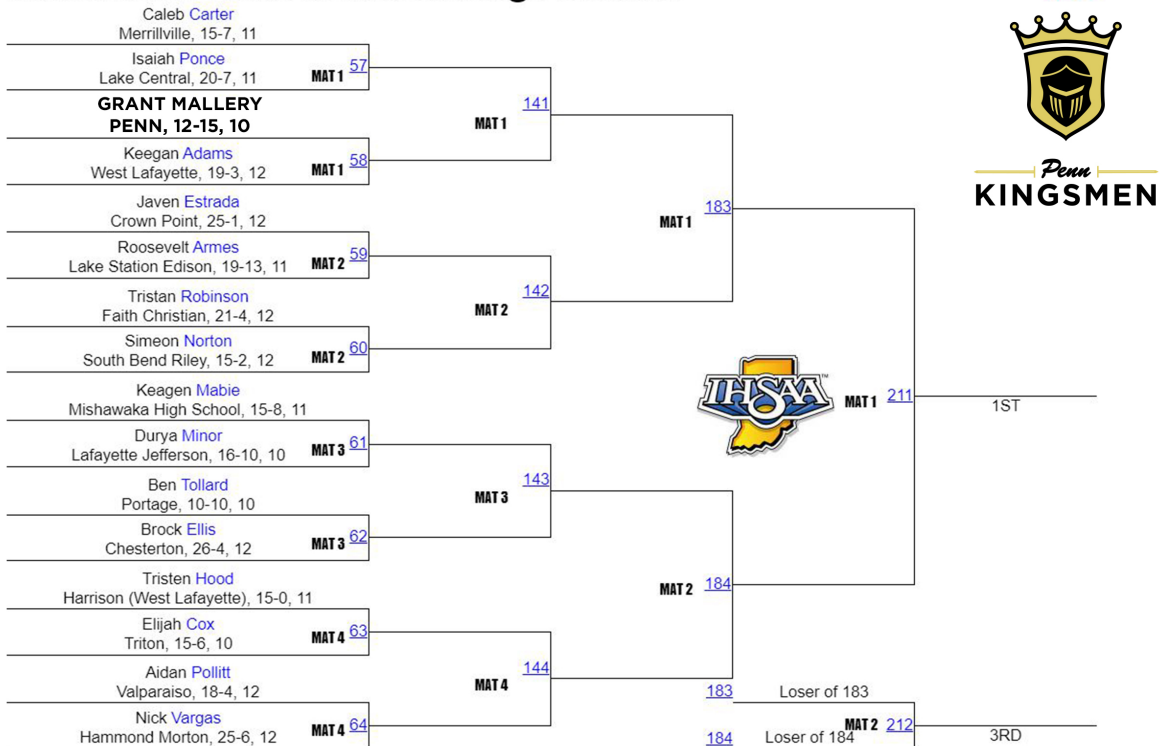 Caleb Carter
Merrillville, 15-7, 11
Isaiah Ponce
Lake Central, 20-7, 11
MAT 1 57
GRANT MALLERY
PENN, 12-15, 10
Keegan Adams
West Lafayette, 19-3, 12
MAT 1 58
Javen Estrada
Crown Point, 25-1, 12
Roosevelt Armes
Lake Station Edison, 19-13, 11
MAT 2 59
Tristan Robinson
Faith Christian, 21-4, 12
Simeon Norton
South Bend Riley, 15-2, 12
MAT 2 60
Keagen Mabie
Mishawaka High School, 15-8, 11
Durya Minor
Lafayette Jefferson, 16-10, 10
MAT 3 61
Ben Tollard
Portage, 10-10, 10
Brock Ellis
Chesterton, 26-4, 12
MAT 3 62
Tristen Hood
Harrison (West Lafayette), 15-0, 11
Elijah Cox
Triton, 15-6, 10
MAT 4 63
Aidan Pollitt
Valparaiso, 18-4, 12
Nick Vargas
Hammond Morton, 25-6, 12
MAT 4 64
MAT 1 141
MAT 2 142
MAT 3 143
MAT 4 144
MAT 1 183
MAT 2 184
183 Loser of 183
184 Loser of 184
IHSAA™
MAT 1 211
1ST
MAT 2 212
3RD
Penn
KINGSMEN